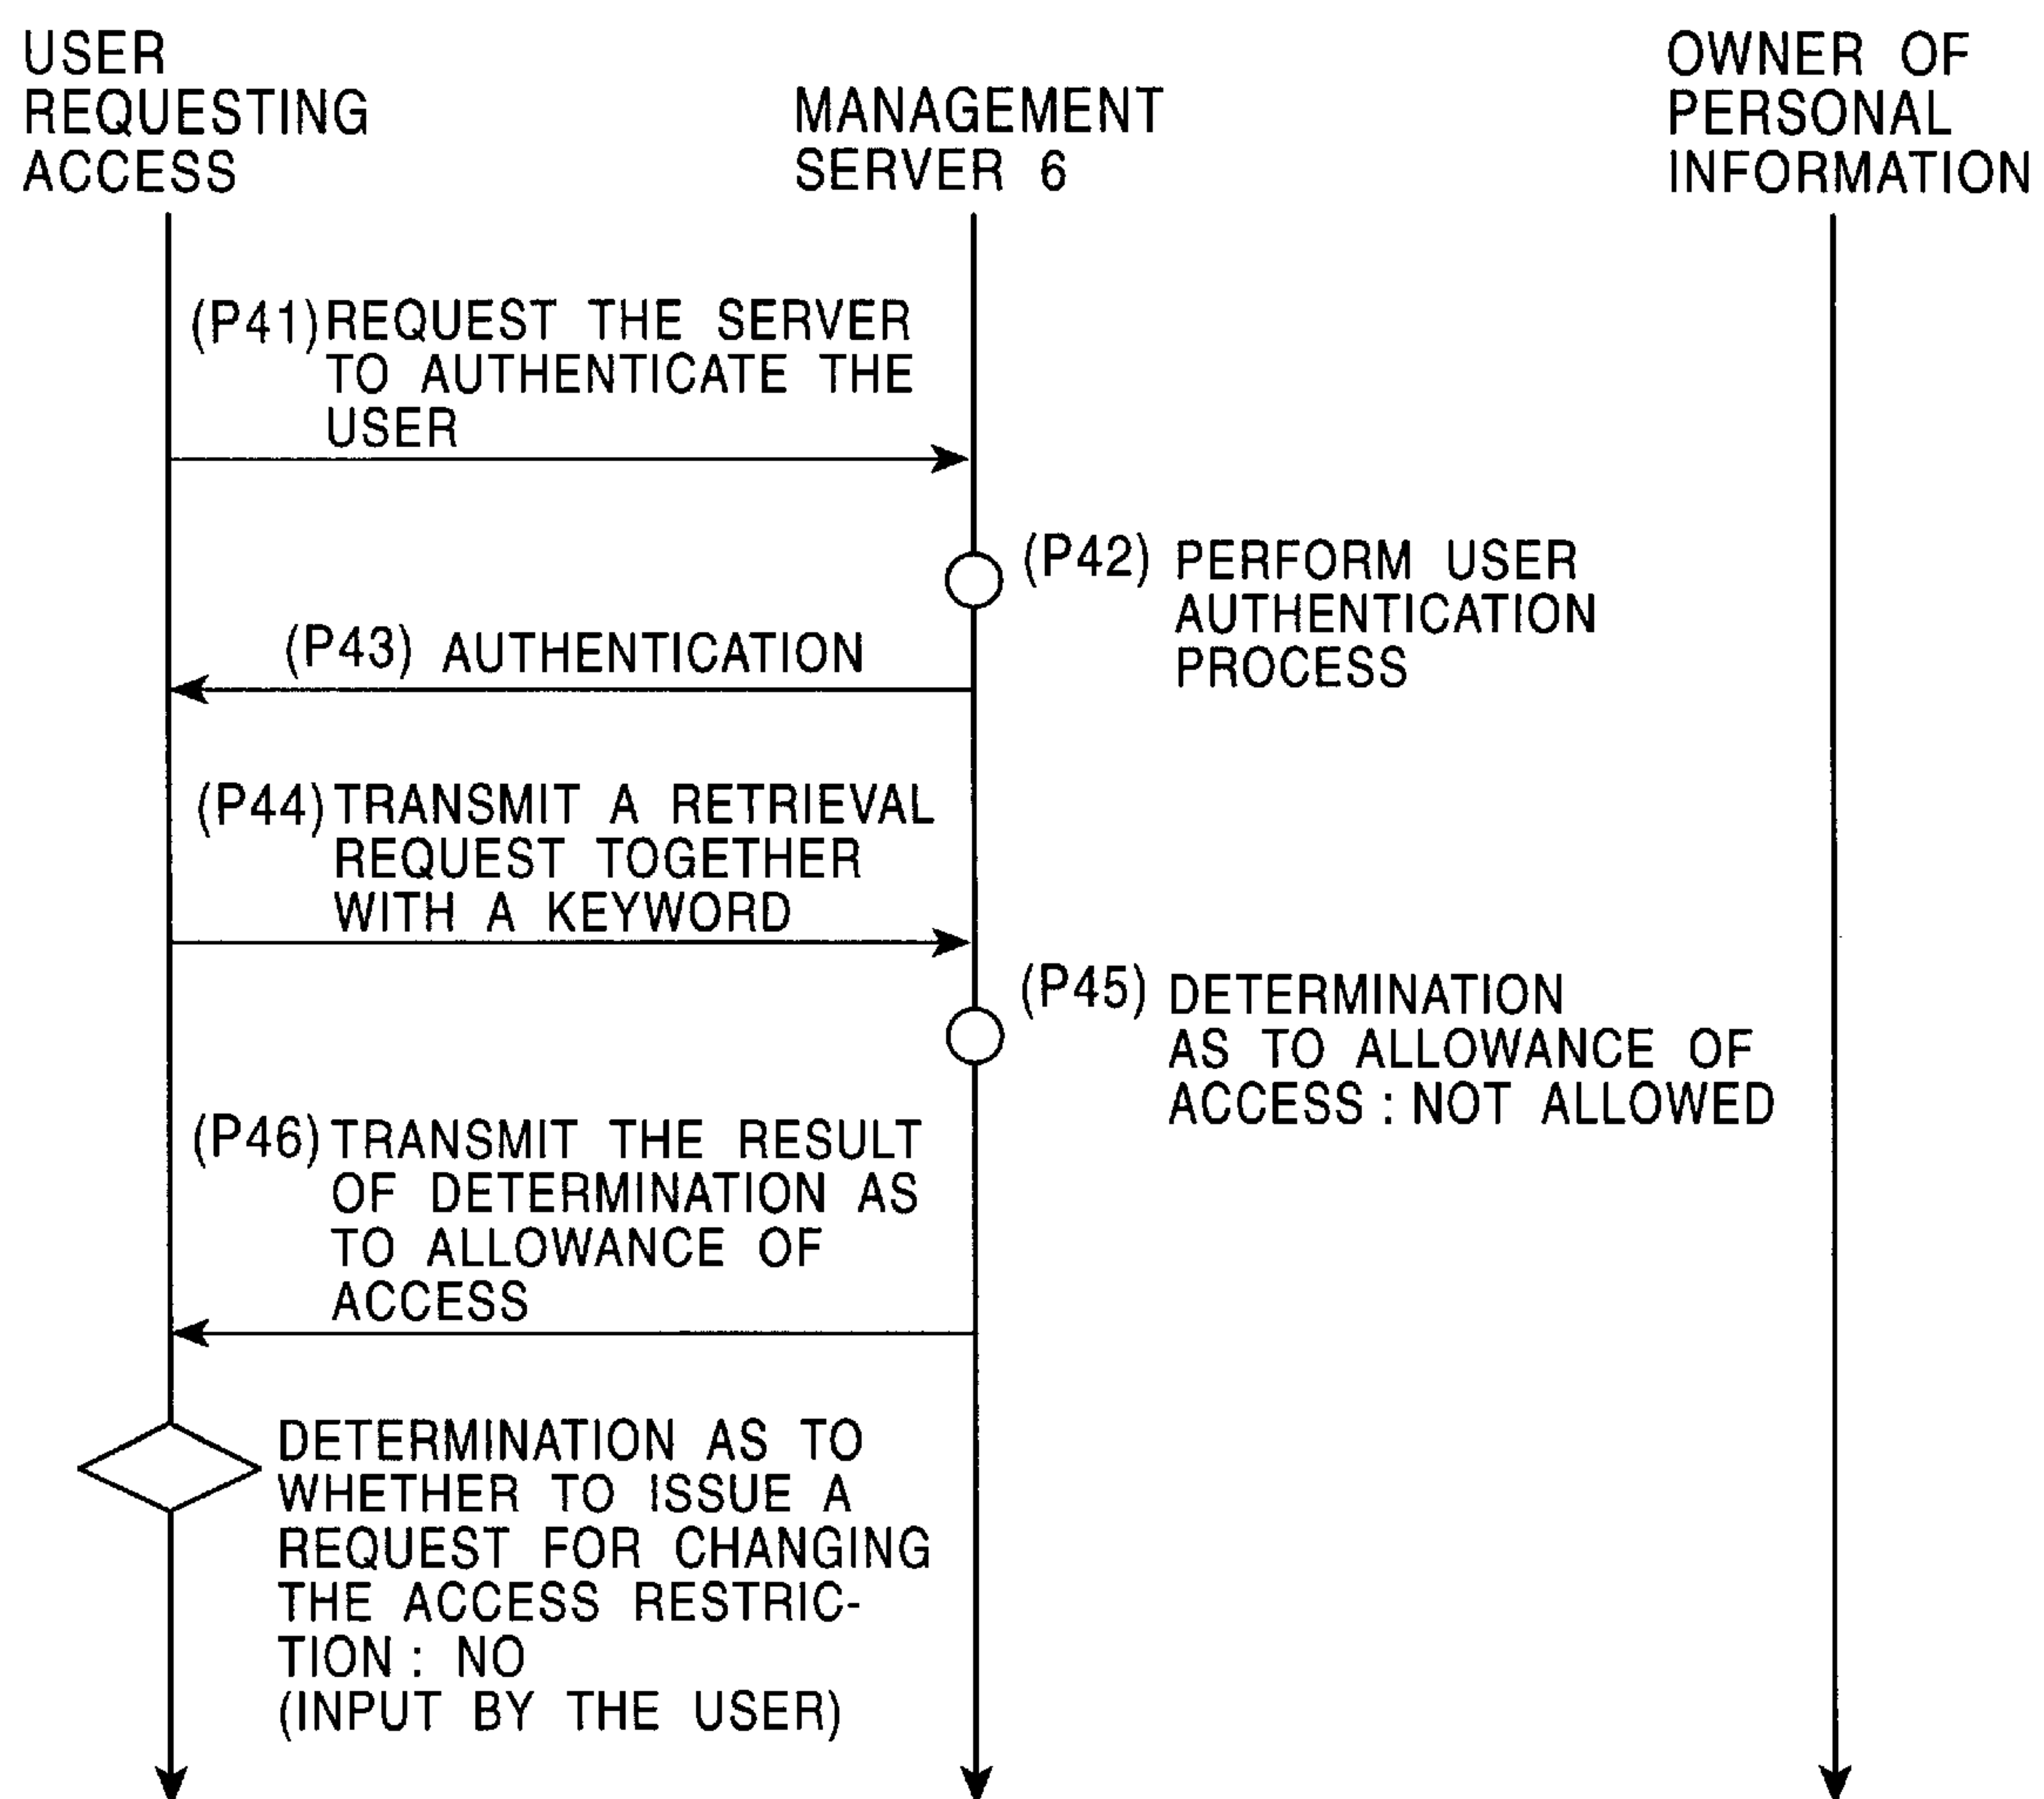 USER
REQUESTING
ACCESS
MANAGEMENT
SERVER 6
OWNER OF
PERSONAL
INFORMATION
(P41) REQUEST THE SERVER
TO AUTHENTICATE THE
USER
(P42) PERFORM USER
AUTHENTICATION
PROCESS
(P43) AUTHENTICATION
(P44) TRANSMIT A RETRIEVAL
REQUEST TOGETHER
WITH A KEYWORD
(P45) DETERMINATION
AS TO ALLOWANCE OF
ACCESS : NOT ALLOWED
(P46) TRANSMIT THE RESULT
OF DETERMINATION AS
TO ALLOWANCE OF
ACCESS
DETERMINATION AS TO
WHETHER TO ISSUE A
REQUEST FOR CHANGING
THE ACCESS RESTRIC-
TION : NO
(INPUT BY THE USER)